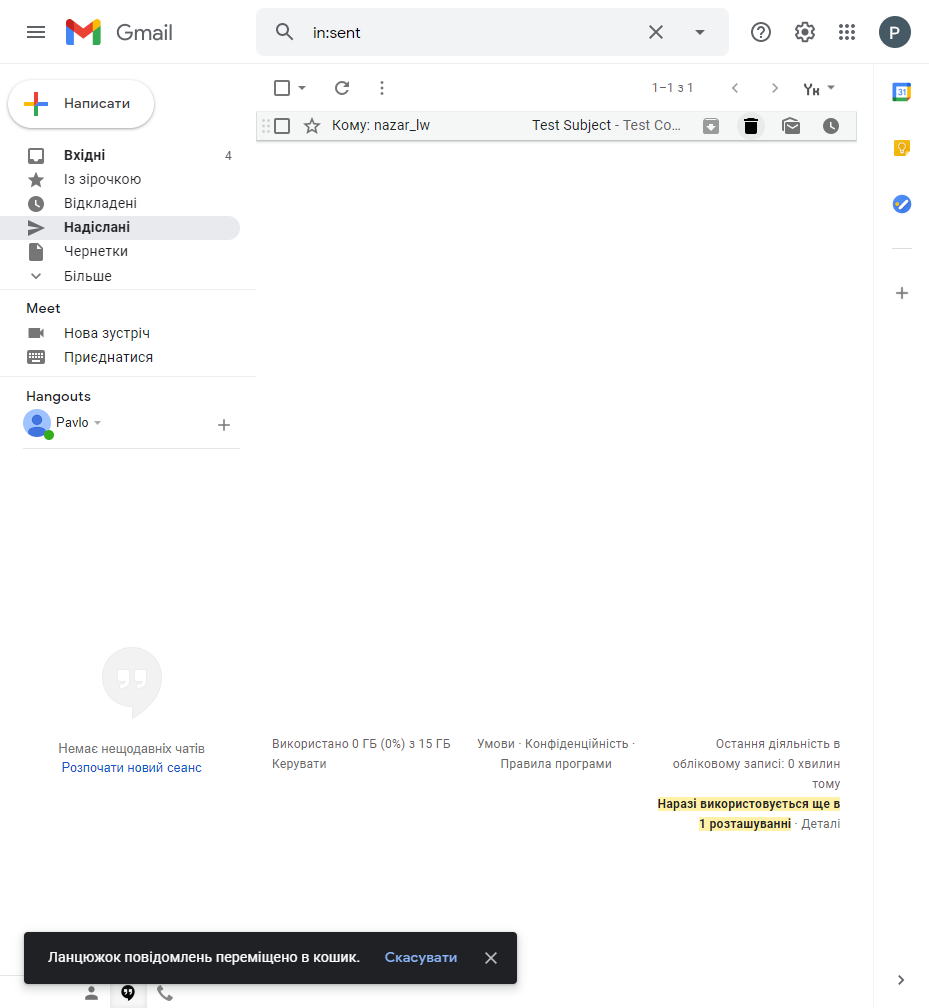 Gmail
in:sent
P
Написати
1–1 з 1
Ук
31
Вхідні 4
Кому: nazar_lw Test Subject - Test Co...
Із зірочкою
Відкладені
Надіслані
Чернетки
Більше
Meet
Нова зустріч
Приєднатися
Hangouts
Pavlo
Немає нещодавніх чатів
Розпочати новий сеанс
Використано 0 ГБ (0%) з 15 ГБ
Керувати
Умови · Конфіденційність ·
Правила програми
Остання діяльність в
обліковому записі: 0 хвилин
тому
Наразі використовується ще в
1 розташуванні · Деталі
Ланцюжок повідомлень переміщено в кошик. Скасувати